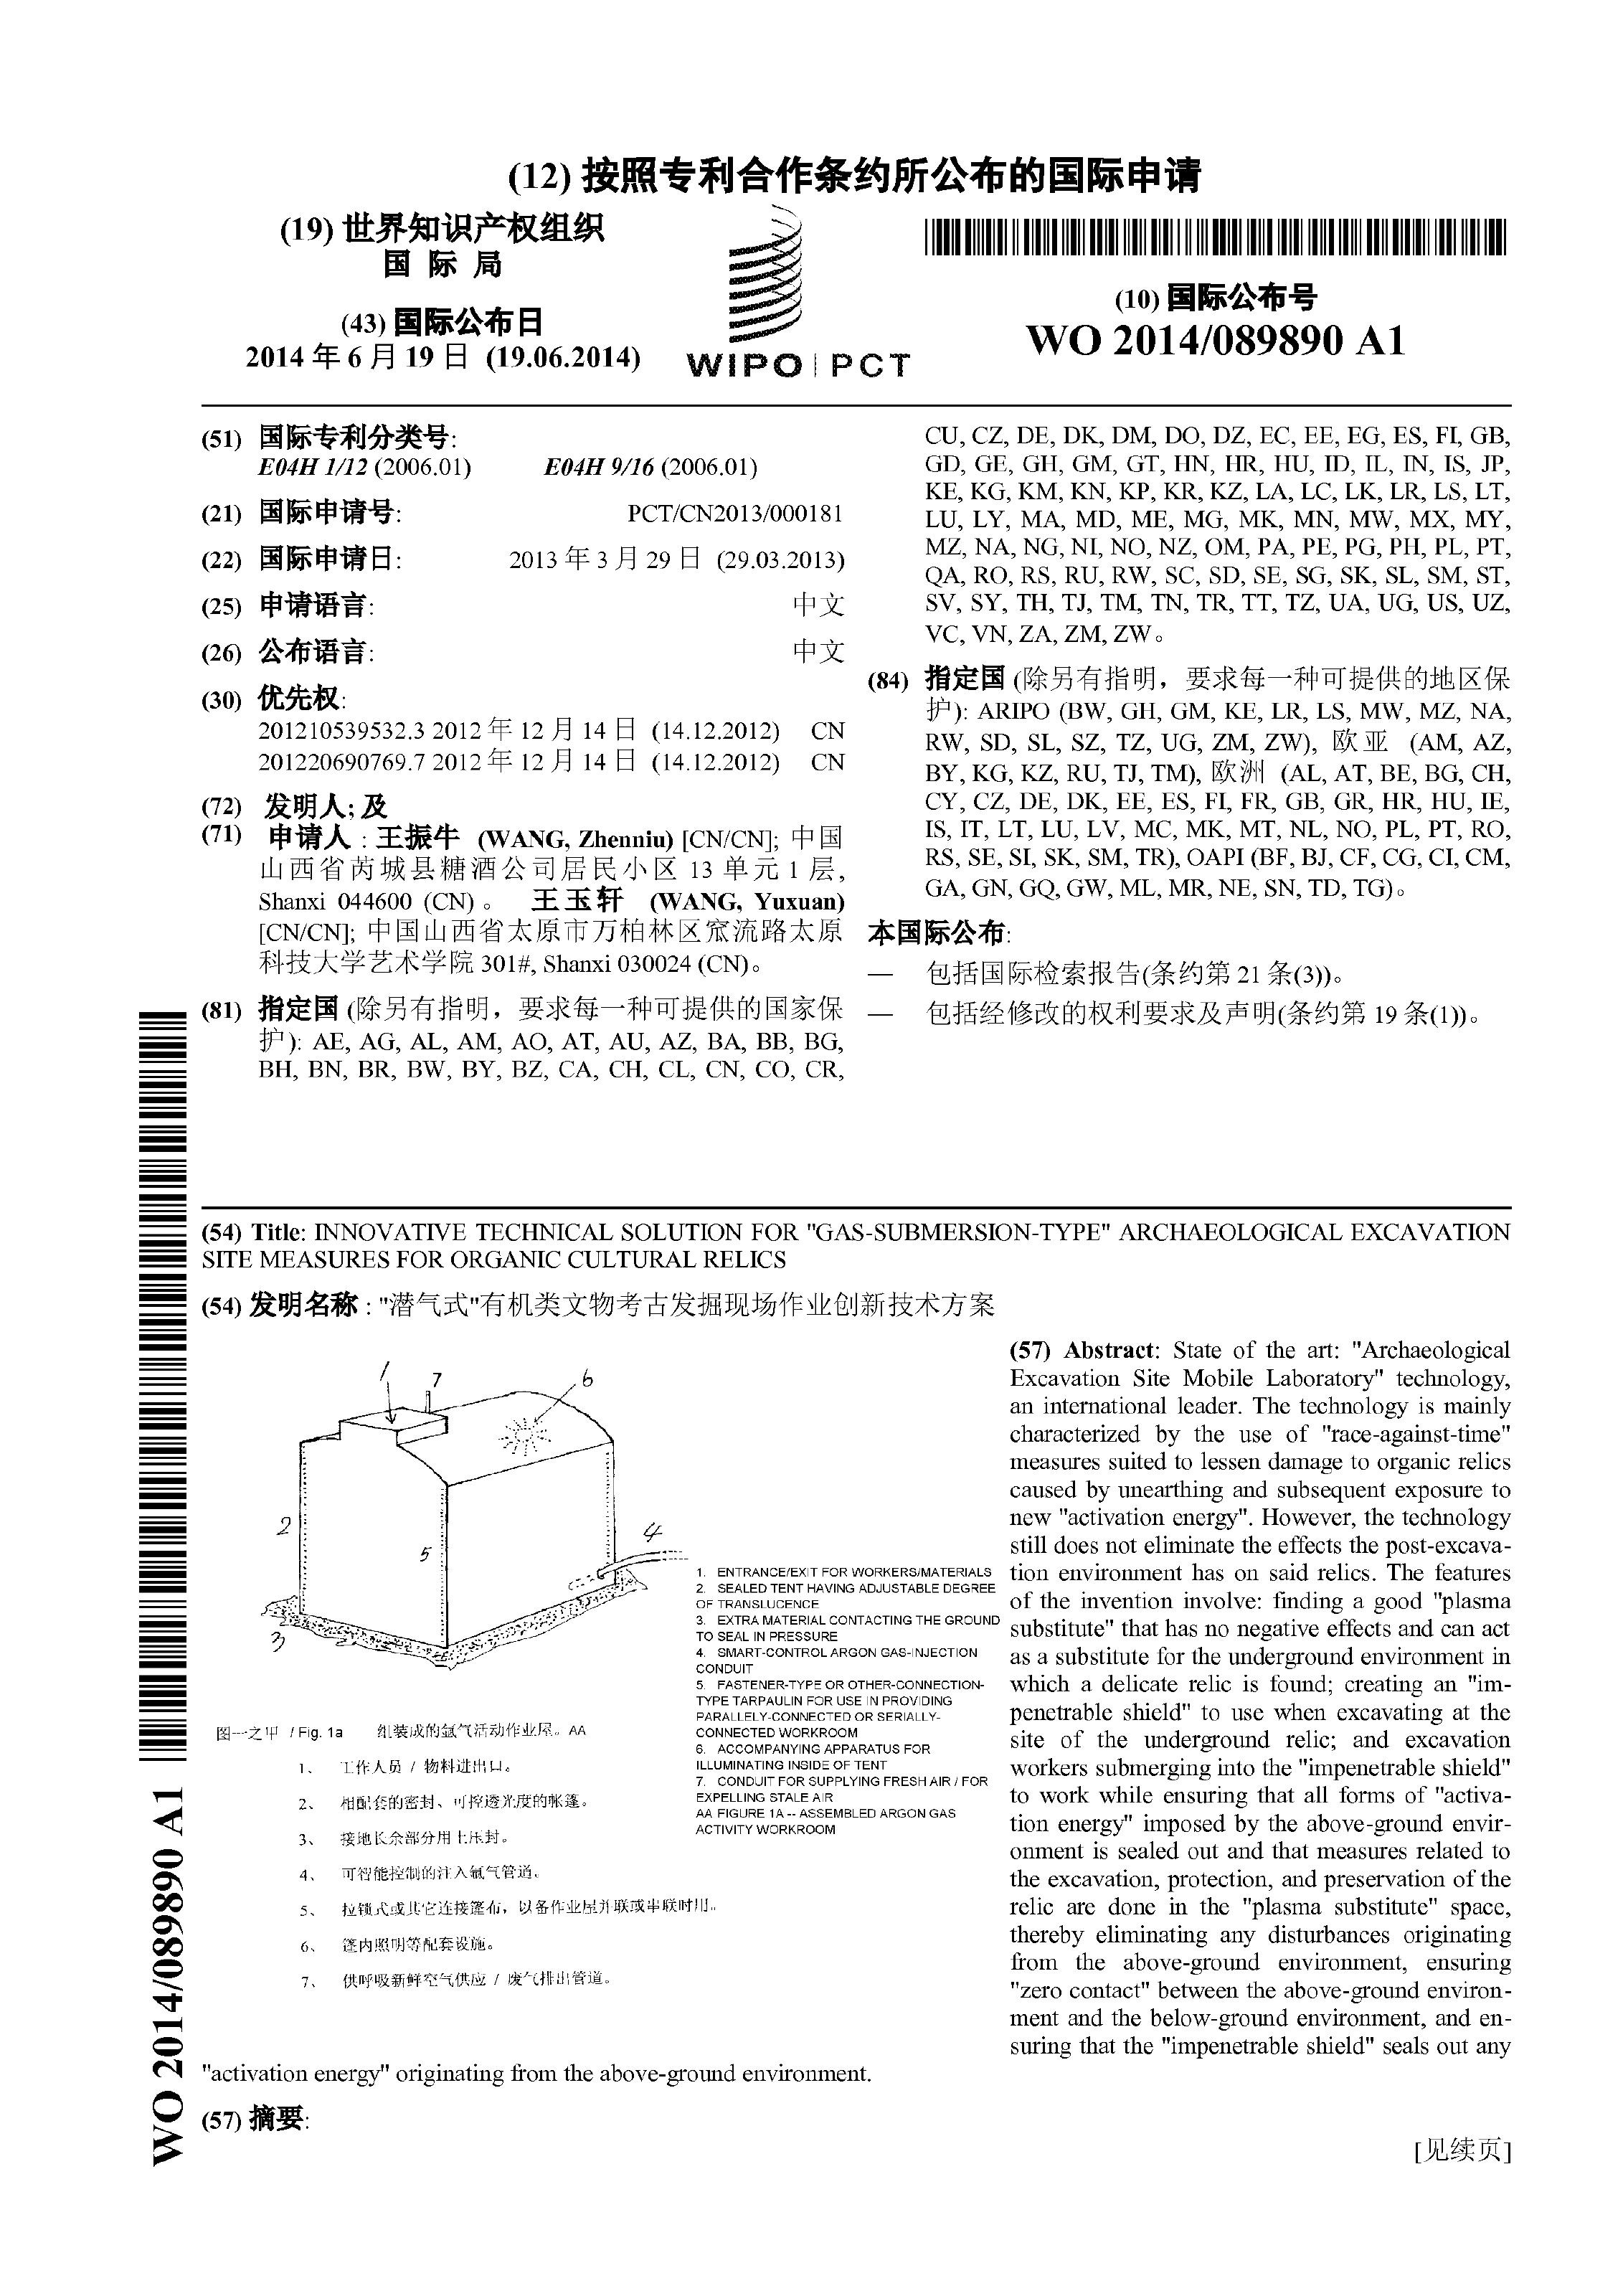 (12) 按照专利合作条约所公布的国际申请
(19) 世界知识产权组织
国 际 局
(43) 国际公布日
2014 年 6 月 19 日 (19.06.2014)
WIPO | PCT
(10) 国际公布号
WO 2014/089890 A1
(51) 国际专利分类号:
E04H 1/12 (2006.01) E04H 9/16 (2006.01)
(21) 国际申请号: PCT/CN2013/000181
(22) 国际申请日: 2013 年 3 月 29 日 (29.03.2013)
(25) 申请语言: 中文
(26) 公布语言: 中文
(30) 优先权:
201210539532.3 2012 年 12 月 14 日 (14.12.2012) CN
201220690769.7 2012 年 12 月 14 日 (14.12.2012) CN
(72) 发明人; 及
(71) 申请人 : 王振牛 (WANG, Zhenniu) [CN/CN]; 中国
山西省芮城县糖酒公司居民小区 13 单元 1 层,
Shanxi 044600 (CN) 。 王玉轩 (WANG, Yuxuan)
[CN/CN]; 中国山西省太原市万柏林区窊流路太原
科技大学艺术学院 301#, Shanxi 030024 (CN)。
(81) 指定国 (除另有指明，要求每一种可提供的国家保
护): AE, AG, AL, AM, AO, AT, AU, AZ, BA, BB, BG,
BH, BN, BR, BW, BY, BZ, CA, CH, CL, CN, CO, CR,
CU, CZ, DE, DK, DM, DO, DZ, EC, EE, EG, ES, FI, GB,
GD, GE, GH, GM, GT, HN, HR, HU, ID, IL, IN, IS, JP,
KE, KG, KM, KN, KP, KR, KZ, LA, LC, LK, LR, LS, LT,
LU, LY, MA, MD, ME, MG, MK, MN, MW, MX, MY,
MZ, NA, NG, NI, NO, NZ, OM, PA, PE, PG, PH, PL, PT,
QA, RO, RS, RU, RW, SC, SD, SE, SG, SK, SL, SM, ST,
SV, SY, TH, TJ, TM, TN, TR, TT, TZ, UA, UG, US, UZ,
VC, VN, ZA, ZM, ZW。
(84) 指定国 (除另有指明，要求每一种可提供的地区保
护): ARIPO (BW, GH, GM, KE, LR, LS, MW, MZ, NA,
RW, SD, SL, SZ, TZ, UG, ZM, ZW), 欧亚 (AM, AZ,
BY, KG, KZ, RU, TJ, TM), 欧洲 (AL, AT, BE, BG, CH,
CY, CZ, DE, DK, EE, ES, FI, FR, GB, GR, HR, HU, IE,
IS, IT, LT, LU, LV, MC, MK, MT, NL, NO, PL, PT, RO,
RS, SE, SI, SK, SM, TR), OAPI (BF, BJ, CF, CG, CI, CM,
GA, GN, GQ, GW, ML, MR, NE, SN, TD, TG)。
本国际公布:
— 包括国际检索报告(条约第 21 条(3))。
— 包括经修改的权利要求及声明(条约第 19 条(1))。
(54) Title: INNOVATIVE TECHNICAL SOLUTION FOR "GAS-SUBMERSION-TYPE" ARCHAEOLOGICAL EXCAVATION
SITE MEASURES FOR ORGANIC CULTURAL RELICS
(54) 发明名称 : "潜气式"有机类文物考古发掘现场作业创新技术方案
1
7
6
2
5
4
3
图一之甲 / Fig. 1a 组装成的氩气活动作业屋。AA
1、 工作人员 / 物料进出口。
2、 相配套的密封、可控透光度的帐篷。
3、 接地长余部分用土压封。
4、 可智能控制的注入氩气管道。
5、 拉锁式或其它连接篷布，以备作业屋并联或串联时用。
6、 篷内照明等配套设施。
7、 供呼吸新鲜空气供应 / 废气排出管道。
1. ENTRANCE/EXIT FOR WORKERS/MATERIALS
2. SEALED TENT HAVING ADJUSTABLE DEGREE
OF TRANSLUCENCE
3. EXTRA MATERIAL CONTACTING THE GROUND
TO SEAL IN PRESSURE
4. SMART-CONTROL ARGON GAS-INJECTION
CONDUIT
5. FASTENER-TYPE OR OTHER-CONNECTION-
TYPE TARPAULIN FOR USE IN PROVIDING
PARALLELY-CONNECTED OR SERIALLY-
CONNECTED WORKROOM
6. ACCOMPANYING APPARATUS FOR
ILLUMINATING INSIDE OF TENT
7. CONDUIT FOR SUPPLYING FRESH AIR / FOR
EXPELLING STALE AIR
AA FIGURE 1A -- ASSEMBLED ARGON GAS
ACTIVITY WORKROOM
(57) Abstract: State of the art: "Archaeological
Excavation Site Mobile Laboratory" technology,
an international leader. The technology is mainly
characterized by the use of "race-against-time"
measures suited to lessen damage to organic relics
caused by unearthing and subsequent exposure to
new "activation energy". However, the technology
still does not eliminate the effects the post-excava-
tion environment has on said relics. The features
of the invention involve: finding a good "plasma
substitute" that has no negative effects and can act
as a substitute for the underground environment in
which a delicate relic is found; creating an "im-
penetrable shield" to use when excavating at the
site of the underground relic; and excavation
workers submerging into the "impenetrable shield"
to work while ensuring that all forms of "activa-
tion energy" imposed by the above-ground envir-
onment is sealed out and that measures related to
the excavation, protection, and preservation of the
relic are done in the "plasma substitute" space,
thereby eliminating any disturbances originating
from the above-ground environment, ensuring
"zero contact" between the above-ground environ-
ment and the below-ground environment, and en-
suring that the "impenetrable shield" seals out any
"activation energy" originating from the above-ground environment.
(57) 摘要:
[见续页]
WO 2014/089890 A1